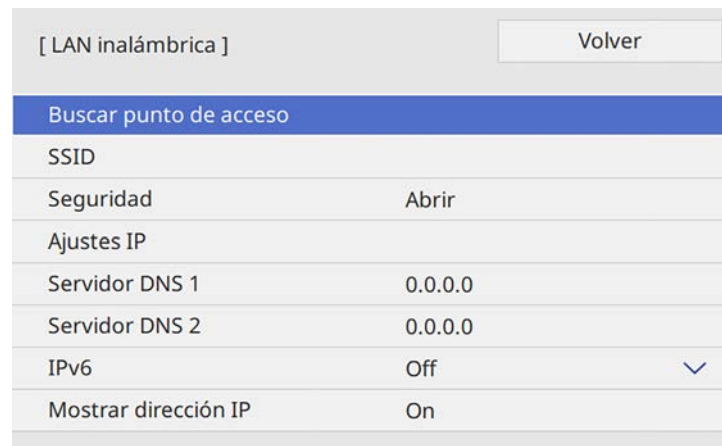 [ LAN inalámbrica ] Volver
Buscar punto de acceso
SSID
Seguridad Abrir
Ajustes IP
Servidor DNS 1 0.0.0.0
Servidor DNS 2 0.0.0.0
IPv6 Off
Mostrar dirección IP On